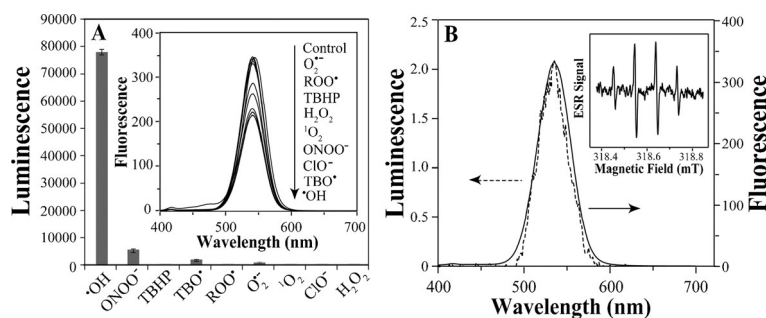 A
Luminescence
90000
80000
70000
60000
50000
40000
30000
20000
10000
0
•OH
ONOO⁻
TBHP
TBO•
ROO•
O₂•⁻
¹O₂
ClO⁻
H₂O₂
Fluorescence
400
300
200
100
0
400 500 600 700
Wavelength (nm)
Control
O₂•⁻
ROO•
TBHP
H₂O₂
¹O₂
ONOO⁻
ClO⁻
TBO•
•OH
B
Luminescence
2.5
2.0
1.5
1.0
0.5
0
400 500 600 700
Wavelength (nm)
400
300
200
100
0
Fluorescence
ESR Signal
318.4 318.6 318.8
Magnetic Field (mT)